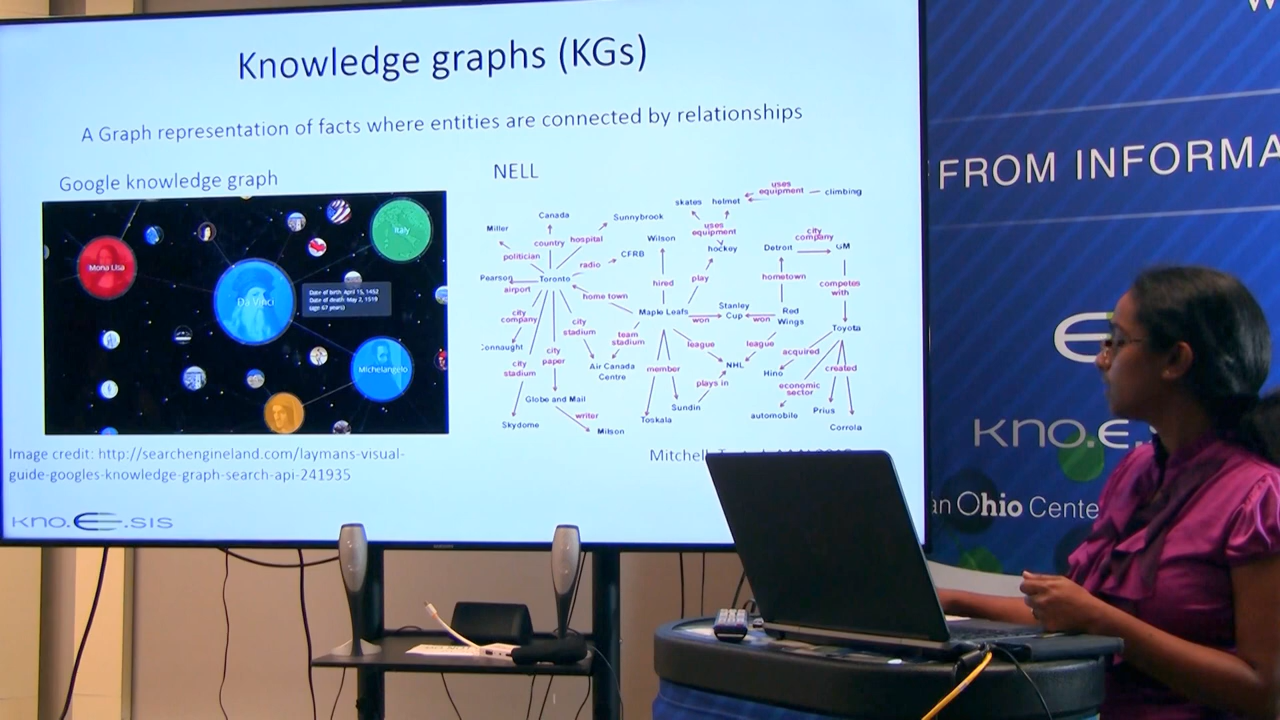 Knowledge graphs (KGs)
A Graph representation of facts where entities are connected by relationships
Google knowledge graph
NELL
Mona Lisa
Italy
Da Vinci
Date of birth: April 15, 1452
Date of death: May 2, 1519
(age 67 years)
Michelangelo
uses
equipment
climbing
skates
helmet
Canada
Sunnybrook
Miller
politician
country
hospital
Wilson
uses
equipment
hockey
city
company
Detroit
GM
radio
CFRB
Pearson
airport
Toronto
home town
hired
play
hometown
competes
with
Maple Leafs
won
Stanley
Cup
won
Red
Wings
Toyota
city
company
city
stadium
team
stadium
league
league
acquired
Connaught
city
paper
Air Canada
Centre
NHL
Hino
created
city
stadium
member
plays in
economic
sector
Globe and Mail
Sundin
automobile
Prius
writer
Toskala
Skydome
Milson
Corrola
Image credit: http://searchengineland.com/laymans-visual-
guide-googles-knowledge-graph-search-api-241935
Mitchell,
kno.e.sis
FROM INFORMA
kno.e.
an Ohio Cente